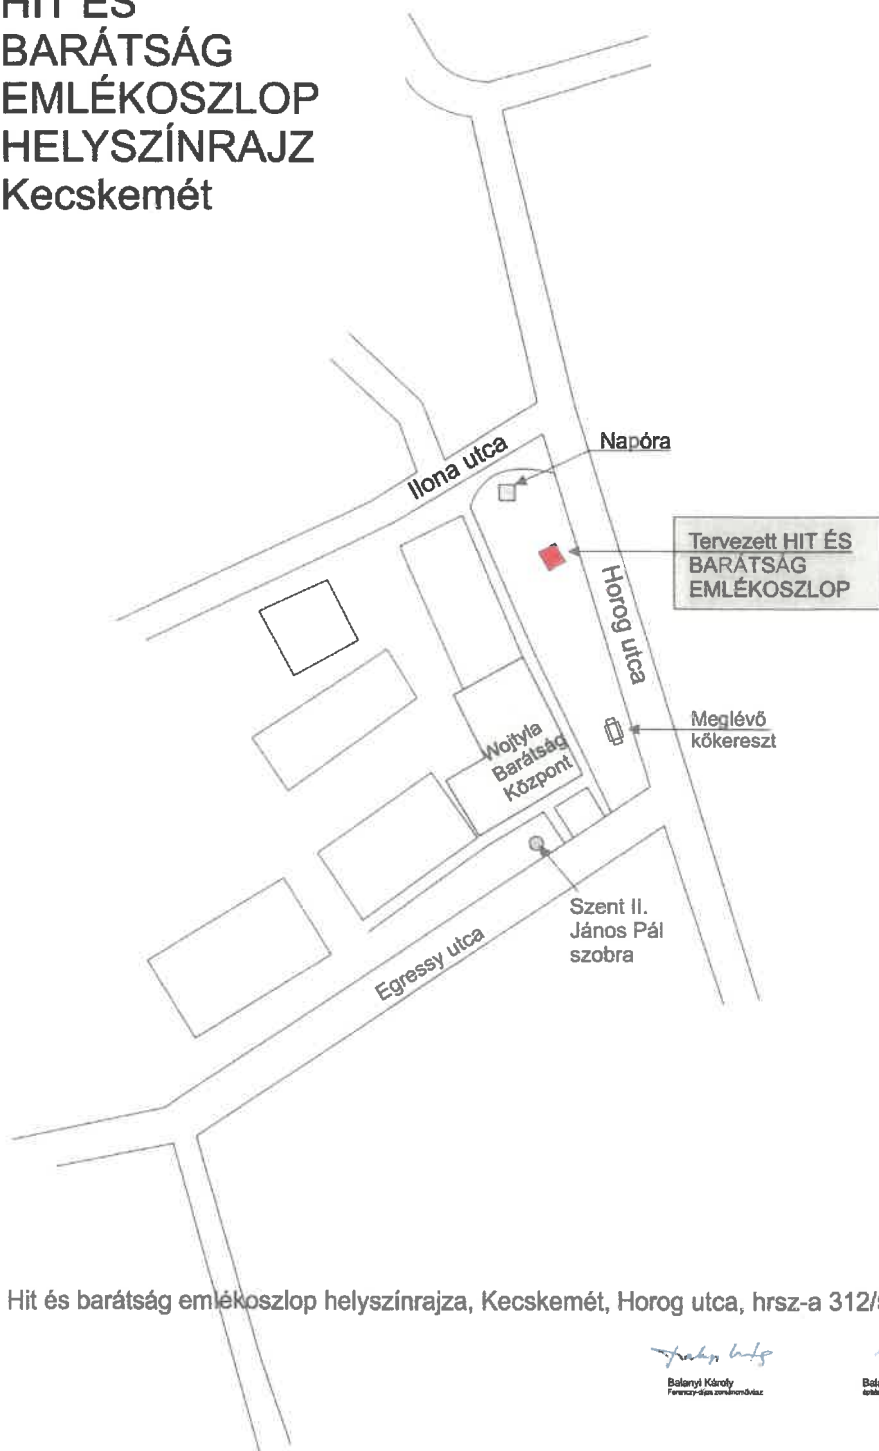 HIT ÉS
BARÁTSÁG
EMLÉKOSZLOP
HELYSZÍNRAJZ
Kecskemét
Napóra
Ilona utca
Tervezett HIT ÉS
BARÁTSÁG
EMLÉKOSZLOP
Horog utca
Meglévő
kőkereszt
Wojtyla
Barátság
Központ
Szent II.
János Pál
szobra
Egressy utca
Hit és barátság emlékoszlop helyszínrajza, Kecskemét, Horog utca, hrsz-a 312/
Balanyi Károly